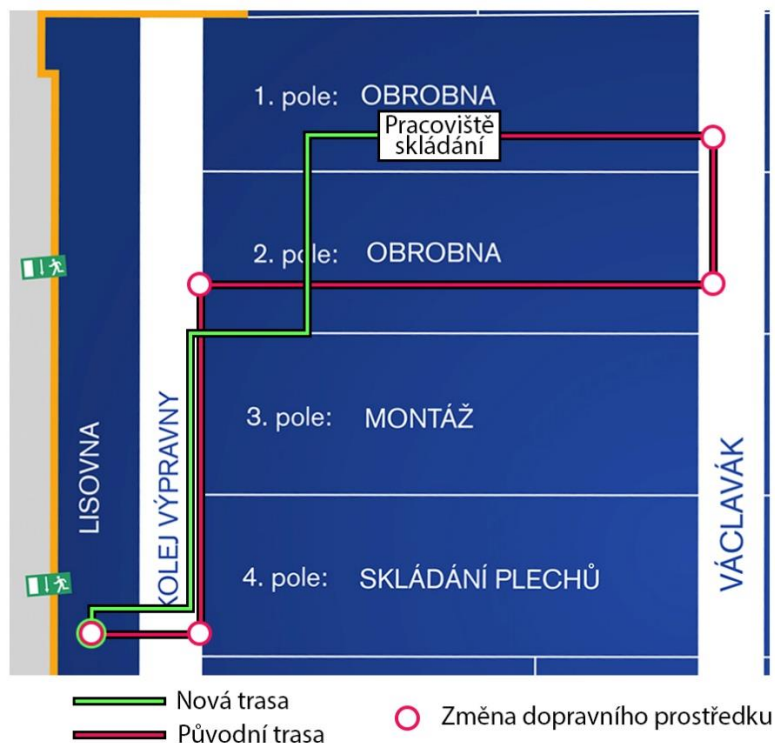 1. pole: OBROBNA
Pracoviště
skládání
2. pole: OBROBNA
3. pole: MONTÁŽ
4. pole: SKLÁDÁNÍ PLECHŮ
LISOVNA
KOLEJ VÝPRAVNY
VÁCLAVÁK
Nová trasa
Původní trasa
Změna dopravního prostředku